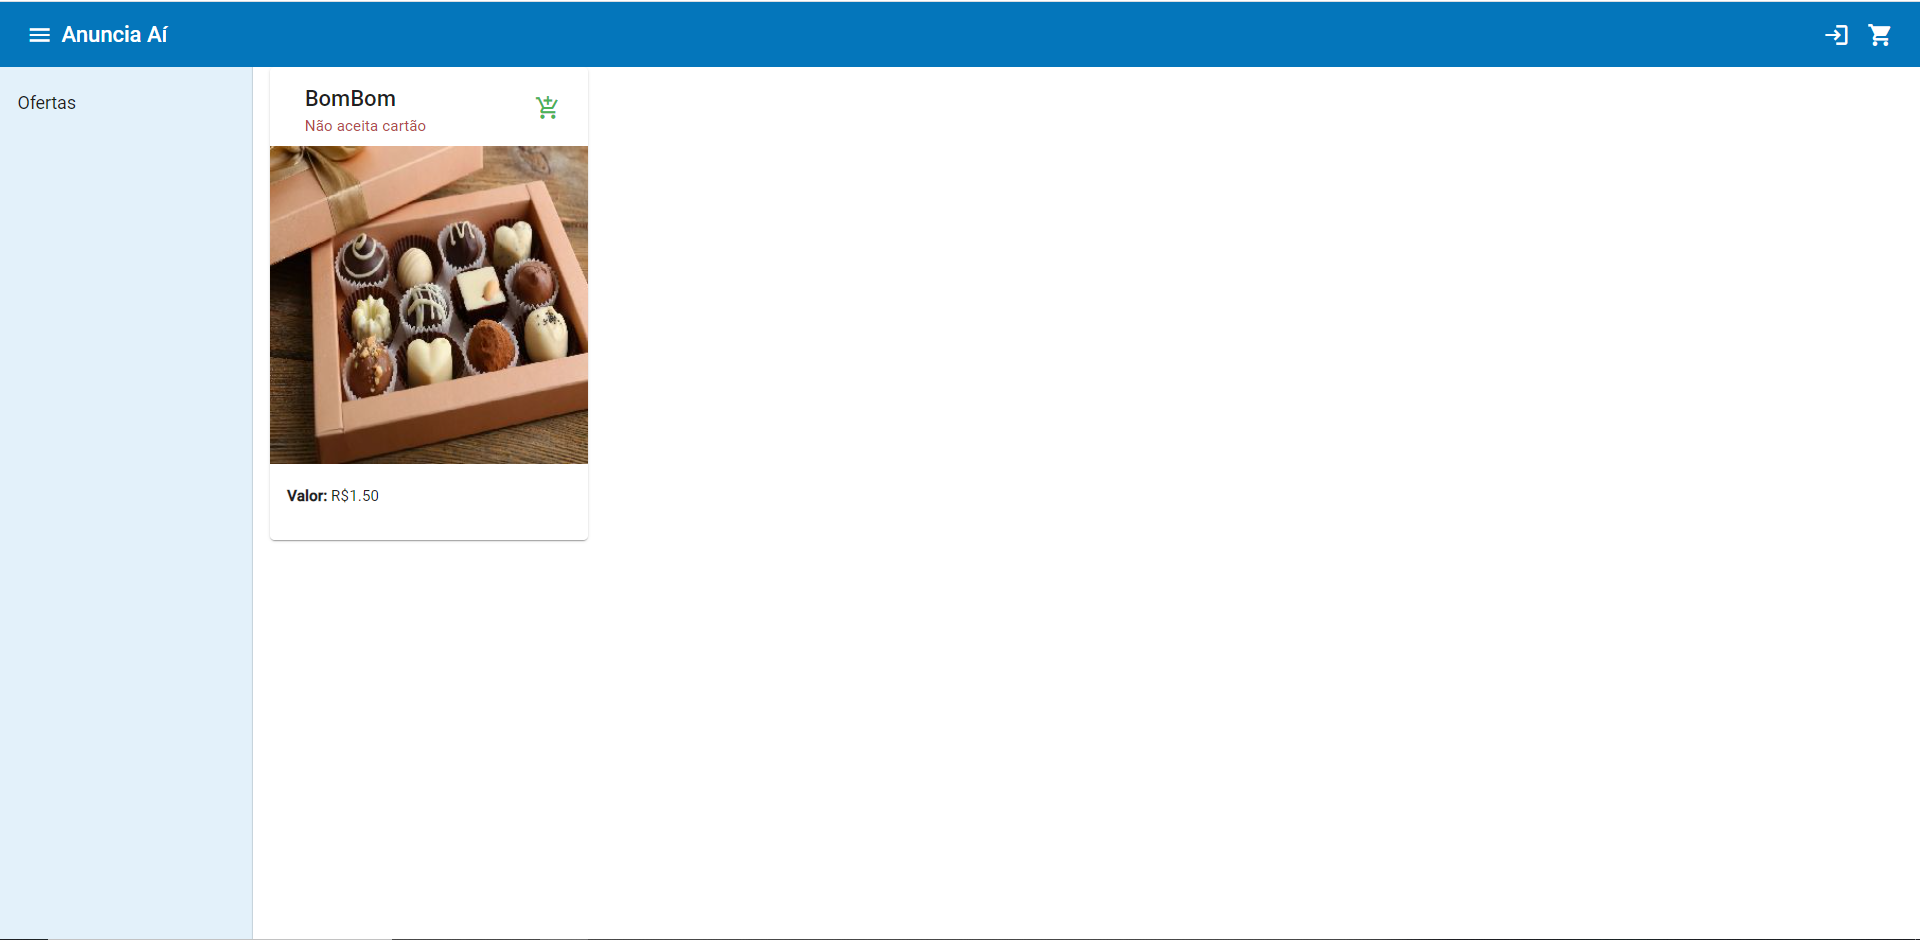 Anuncia Aí
Ofertas
BomBom
Não aceita cartão
Valor: R$1.50